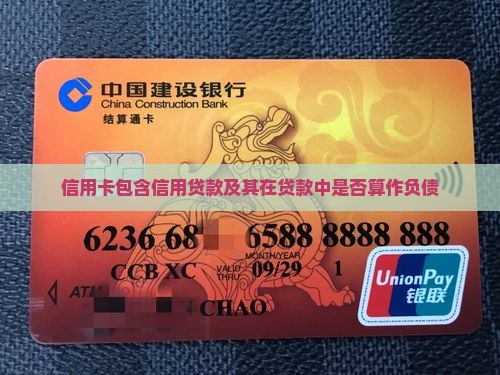 中国建设银行
China Construction Bank
结算通卡
信用卡包含信用贷款及其在贷款中是否算作负债
6236 68 6588 8888 888
MONTH/YEAR
CCB XC VALID THRU 09/29 1
ATM
CHAO
UnionPay
银联